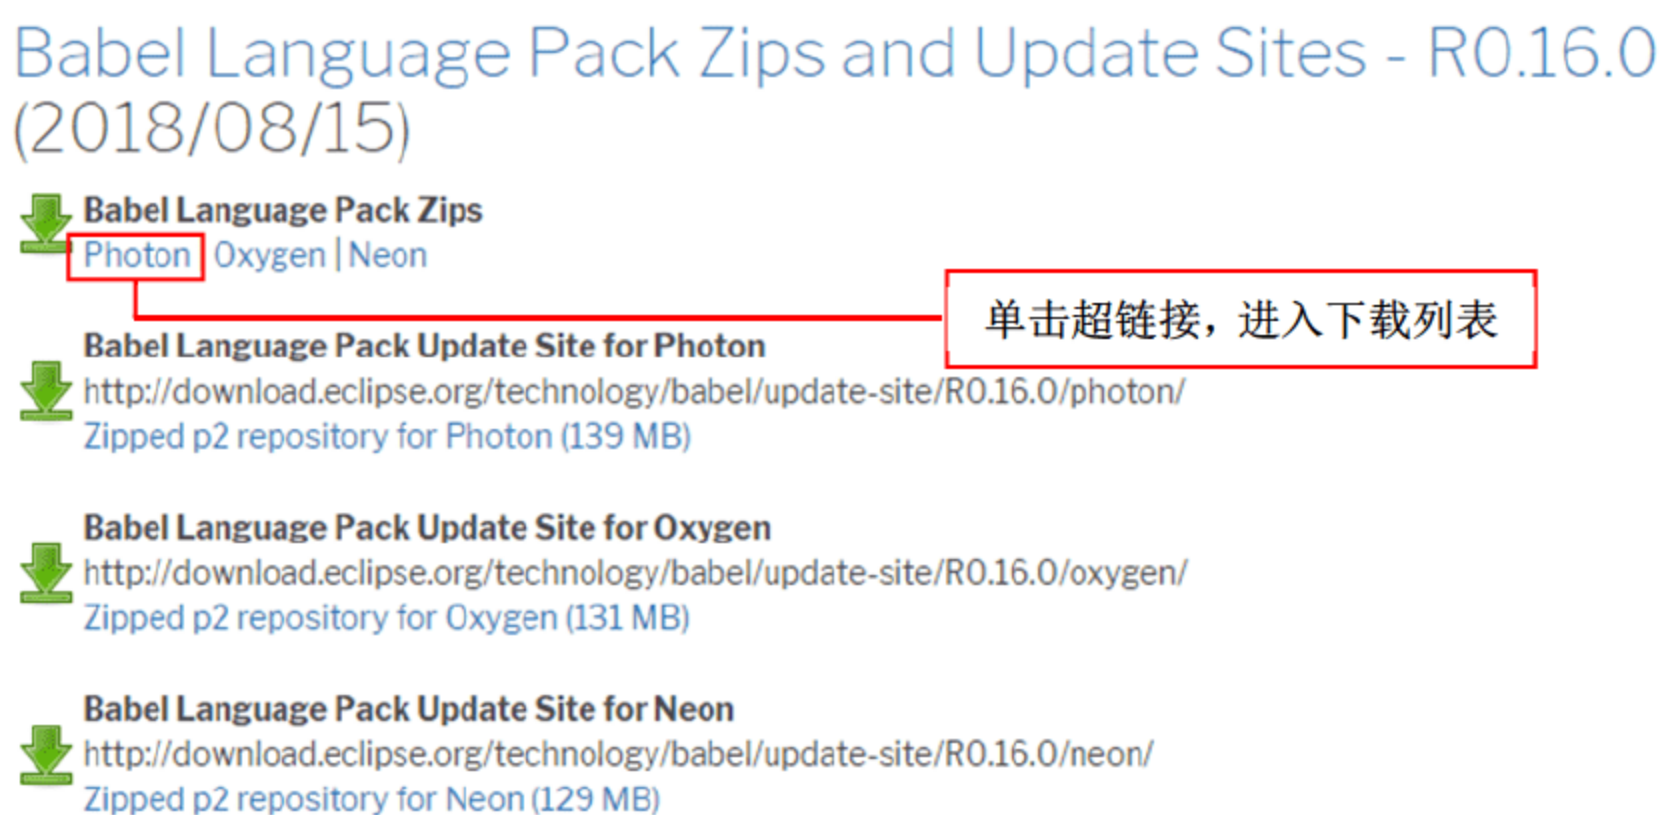 Babel Language Pack Zips and Update Sites - R0.16.0
(2018/08/15)
Babel Language Pack Zips
Photon Oxygen | Neon
单击超链接，进入下载列表
Babel Language Pack Update Site for Photon
http://download.eclipse.org/technology/babel/update-site/R0.16.0/photon/
Zipped p2 repository for Photon (139 MB)
Babel Language Pack Update Site for Oxygen
http://download.eclipse.org/technology/babel/update-site/R0.16.0/oxygen/
Zipped p2 repository for Oxygen (131 MB)
Babel Language Pack Update Site for Neon
http://download.eclipse.org/technology/babel/update-site/R0.16.0/neon/
Zipped p2 repository for Neon (129 MB)